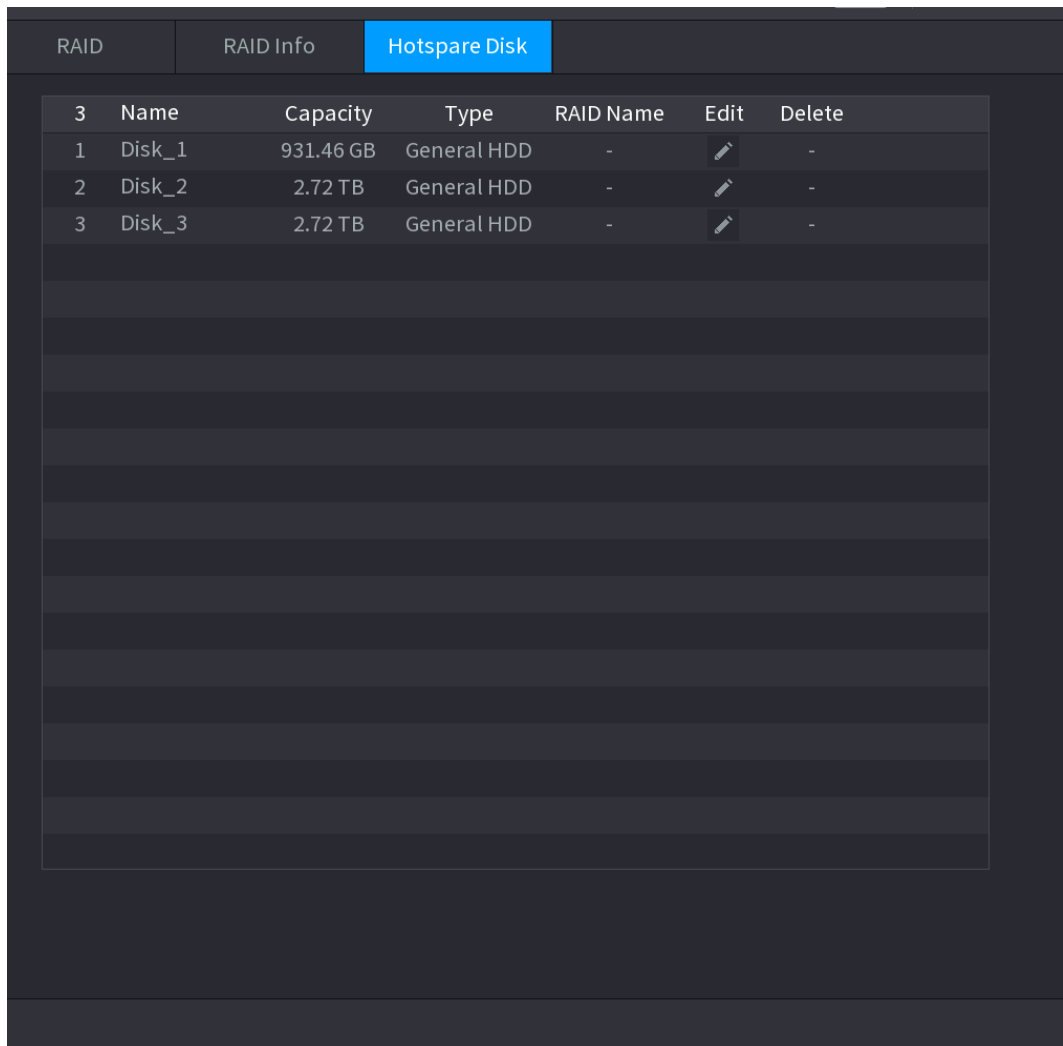 RAID RAID Info Hotspare Disk
3 Name Capacity Type RAID Name Edit Delete
1 Disk_1 931.46 GB General HDD - -
2 Disk_2 2.72 TB General HDD - -
3 Disk_3 2.72 TB General HDD - -